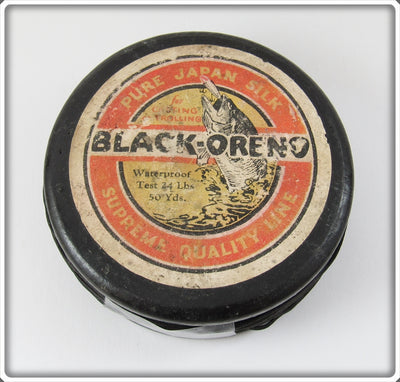 PURE JAPAN SILK
for
CASTING
TROLLING
BLACK-ORENO
Waterproof
Test 24 Lbs
50 Yds.
SUPREME QUALITY LINE